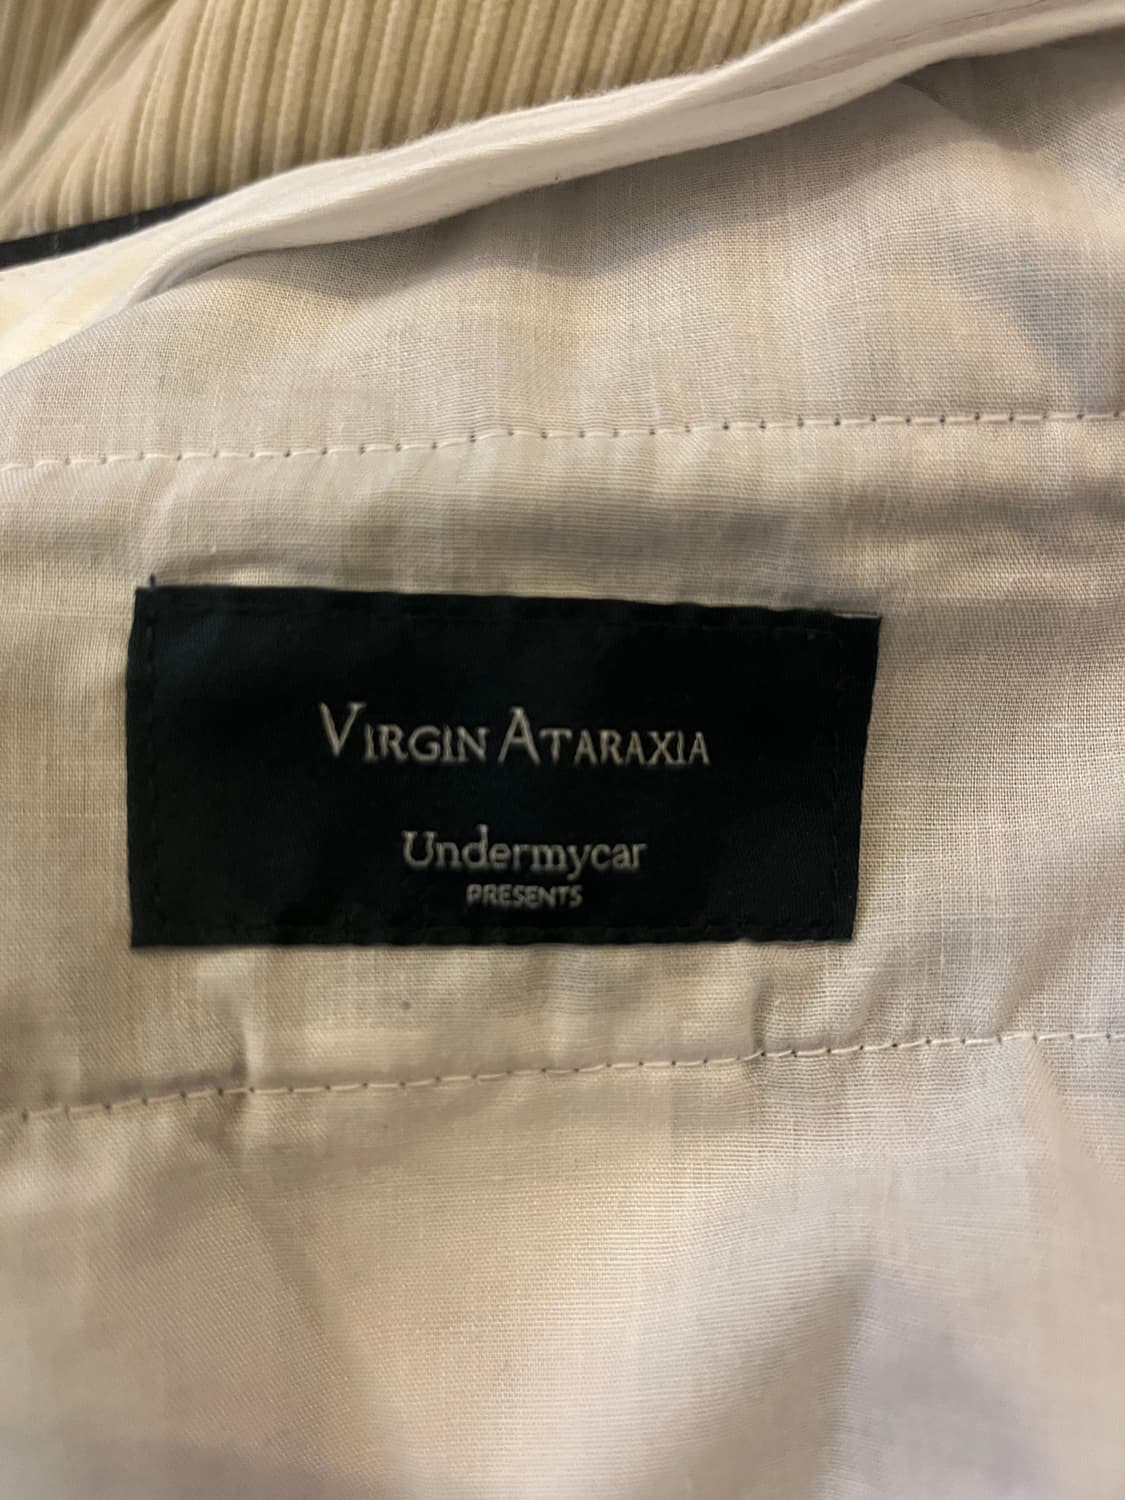 Virgin Ataraxia
Undermycar
PRESENTS